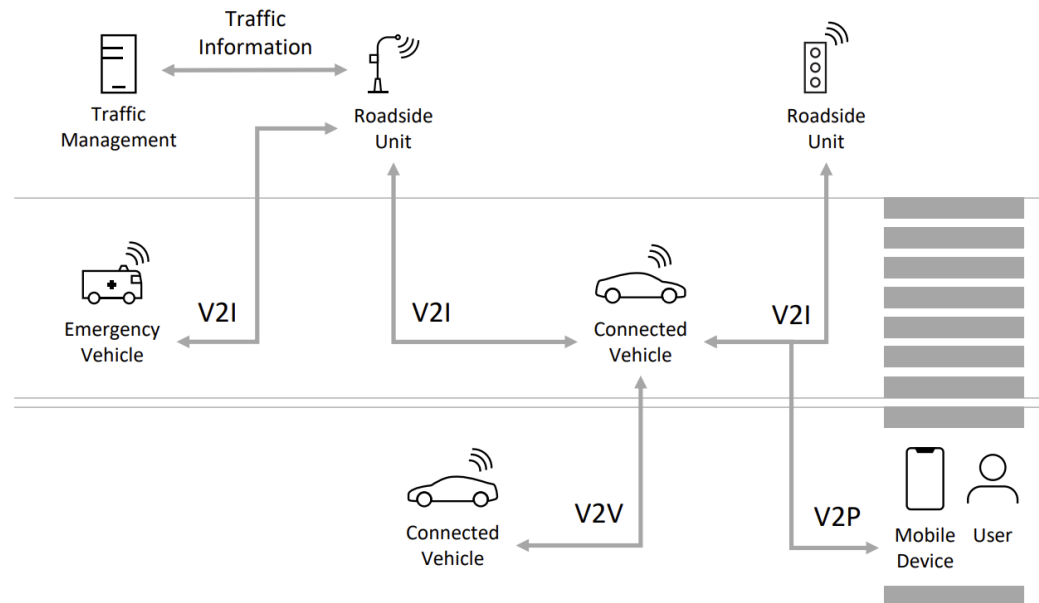 Traffic
Information
Traffic
Management
Roadside
Unit
Roadside
Unit
Emergency
Vehicle
V2I
V2I
Connected
Vehicle
V2I
Connected
Vehicle
V2V
V2P
Mobile
Device
User